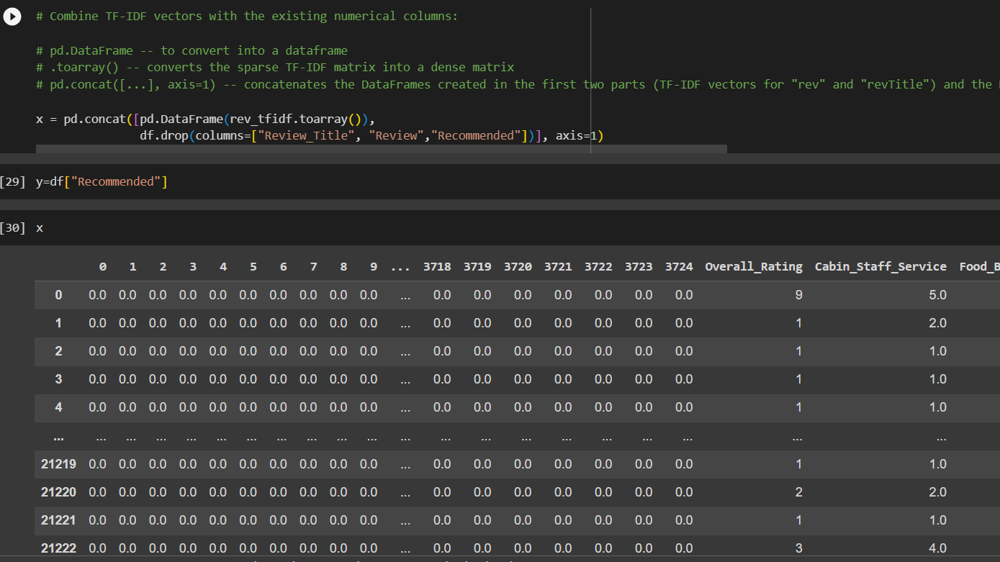 # Combine TF-IDF vectors with the existing numerical columns:
# pd.DataFrame -- to convert into a dataframe
# .toarray() -- converts the sparse TF-IDF matrix into a dense matrix
# pd.concat([...], axis=1) -- concatenates the DataFrames created in the first two parts (TF-IDF vectors for "rev" and "revTitle") and the
x = pd.concat([pd.DataFrame(rev_tfidf.toarray()),
df.drop(columns=["Review_Title", "Review","Recommended"])], axis=1)
[29] y=df["Recommended"]
[30] x
0 1 2 3 4 5 6 7 8 9 ... 3718 3719 3720 3721 3722 3723 3724 Overall_Rating Cabin_Staff_Service Food_B
0 0.0 0.0 0.0 0.0 0.0 0.0 0.0 0.0 0.0 0.0 ... 0.0 0.0 0.0 0.0 0.0 0.0 0.0 9 5.0
1 0.0 0.0 0.0 0.0 0.0 0.0 0.0 0.0 0.0 0.0 ... 0.0 0.0 0.0 0.0 0.0 0.0 0.0 1 2.0
2 0.0 0.0 0.0 0.0 0.0 0.0 0.0 0.0 0.0 0.0 ... 0.0 0.0 0.0 0.0 0.0 0.0 0.0 1 1.0
3 0.0 0.0 0.0 0.0 0.0 0.0 0.0 0.0 0.0 0.0 ... 0.0 0.0 0.0 0.0 0.0 0.0 0.0 1 1.0
4 0.0 0.0 0.0 0.0 0.0 0.0 0.0 0.0 0.0 0.0 ... 0.0 0.0 0.0 0.0 0.0 0.0 0.0 1 1.0
... ... ... ... ... ... ... ... ... ... ... ... ... ... ... ... ... ... ... ... ...
21219 0.0 0.0 0.0 0.0 0.0 0.0 0.0 0.0 0.0 0.0 ... 0.0 0.0 0.0 0.0 0.0 0.0 0.0 1 1.0
21220 0.0 0.0 0.0 0.0 0.0 0.0 0.0 0.0 0.0 0.0 ... 0.0 0.0 0.0 0.0 0.0 0.0 0.0 2 2.0
21221 0.0 0.0 0.0 0.0 0.0 0.0 0.0 0.0 0.0 0.0 ... 0.0 0.0 0.0 0.0 0.0 0.0 0.0 1 1.0
21222 0.0 0.0 0.0 0.0 0.0 0.0 0.0 0.0 0.0 0.0 ... 0.0 0.0 0.0 0.0 0.0 0.0 0.0 3 4.0